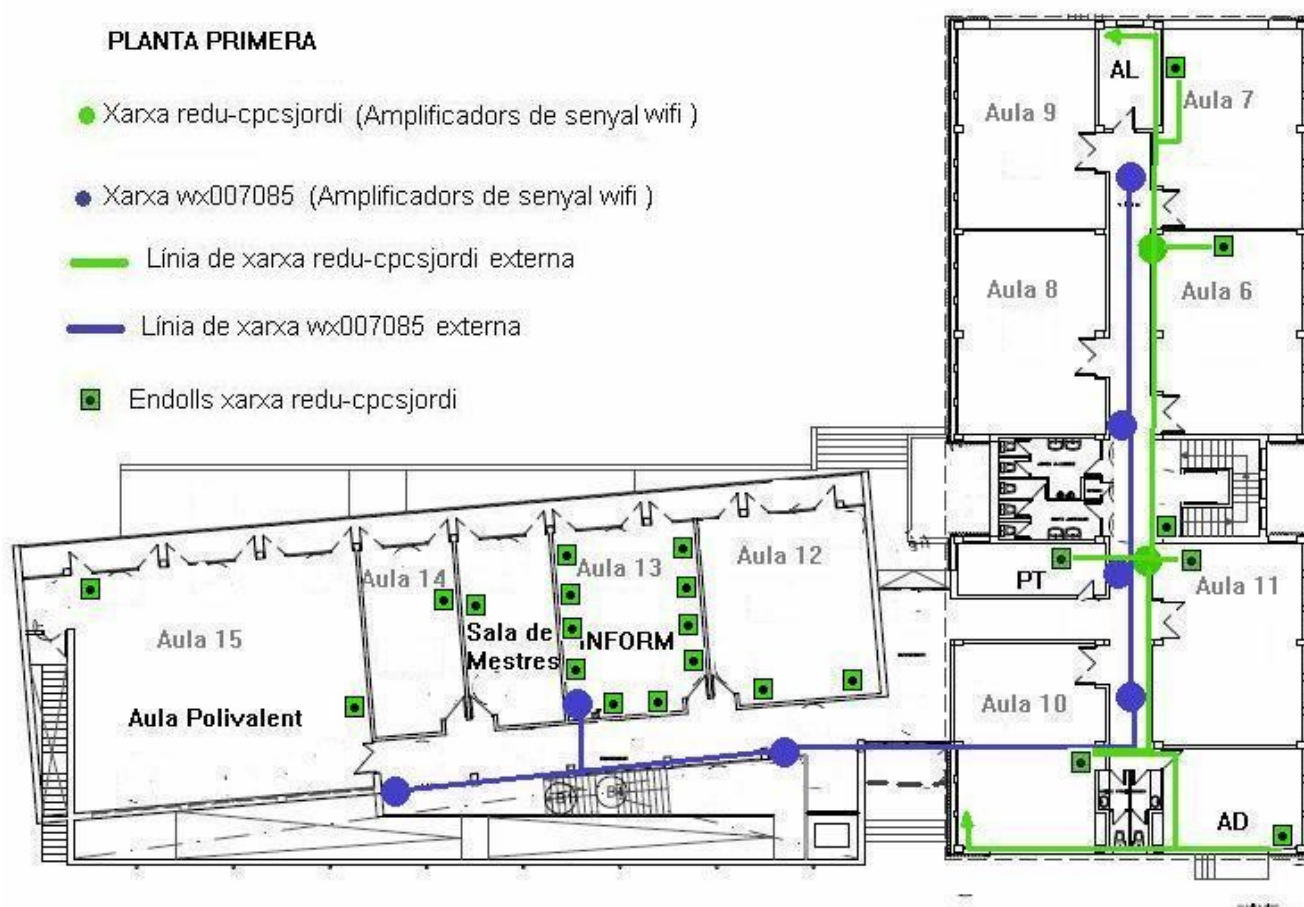 PLANTA PRIMERA
Xarxa redu-cpcsjordi (Amplificadors de senyal wifi )
Xarxa wx007085 (Amplificadors de senyal wifi )
Línia de xarxa redu-cpcsjordi externa
Línia de xarxa wx007085 externa
Endolls xarxa redu-cpcsjordi
AL
Aula 9
Aula 7
Aula 8
Aula 6
Aula 14
Aula 13
Aula 12
PT
Aula 11
Aula 15
Sala de
Mestres
INFORM
Aula 10
Aula Polivalent
AD